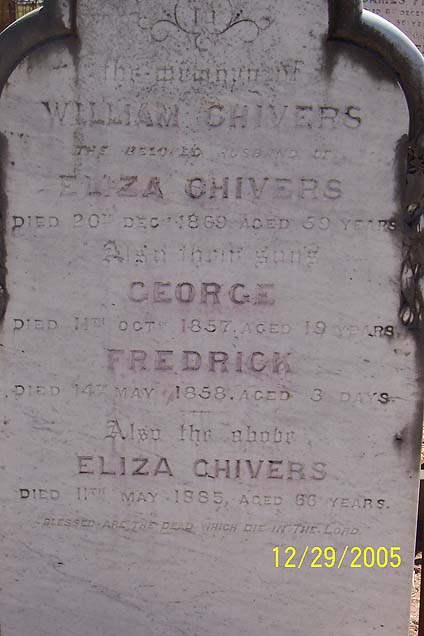 the memory of
WILLIAM CHIVERS
THE BELOVED HUSBAND OF
ELIZA CHIVERS
DIED 20TH DECR 1869 AGED 59 YEARS
Also their sons
GEORGE
DIED 11TH OCTR 1857, AGED 19 YEARS
FREDRICK
DIED 14TH MAY 1858. AGED 3 DAYS.
Also the above
ELIZA CHIVERS
DIED 11TH MAY 1885, AGED 66 YEARS.
BLESSED ARE THE DEAD WHICH DIE IN THE LORD
12/29/2005